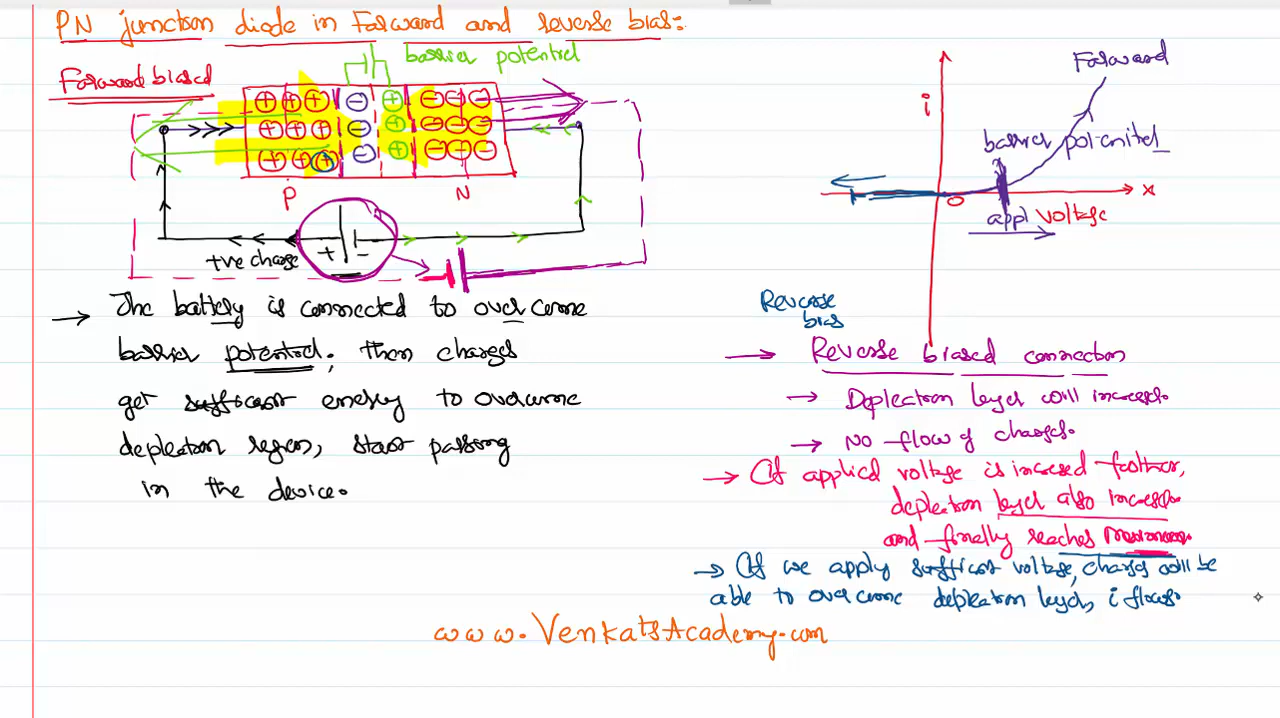 PN junction diode in Forward and reverse bias:
Forward biased
barrier potential
P
N
+
-
+ve charge
→ The battery is connected to overcome
barrier potential. Then charges
get sufficient energy to overcome
depletion region, start passing
in the device.
Forward
i
barrier potential
0
x
appl voltage
Reverse
bias
→ Reverse biased connection
→ Depletion layer will increase.
→ No flow of charges.
→ If applied voltage is incresed further,
depletion layer also increases
and finally reaches maximum.
→ If we apply sufficient voltage, charges will be
able to overcome depletion layer, i flows.
www.VenkatsAcademy.com